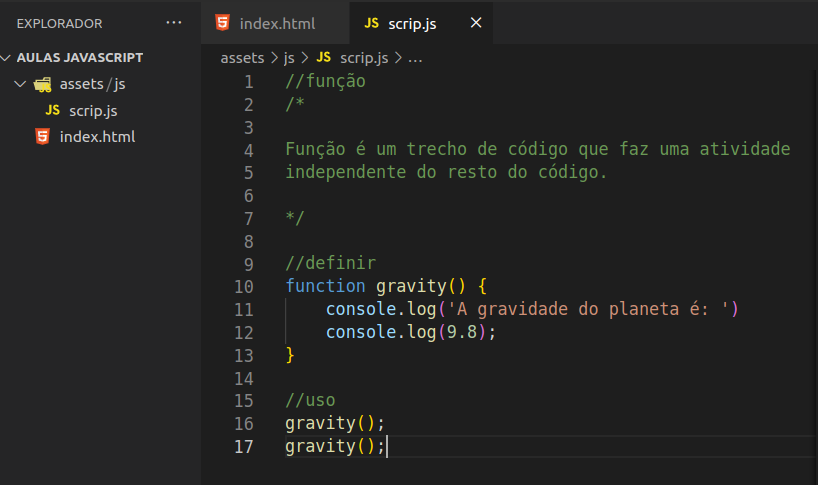 EXPLORADOR ...
AULAS JAVASCRIPT
assets/js
JS scrip.js
index.html
index.html
JS scrip.js ×
assets > js > JS scrip.js > ...
1 //função
2 /*
3
4 Função é um trecho de código que faz uma atividade
5 independente do resto do código.
6
7 */
8
9 //definir
10 function gravity() {
11 console.log('A gravidade do planeta é: ')
12 console.log(9.8);
13 }
14
15 //uso
16 gravity();
17 gravity();